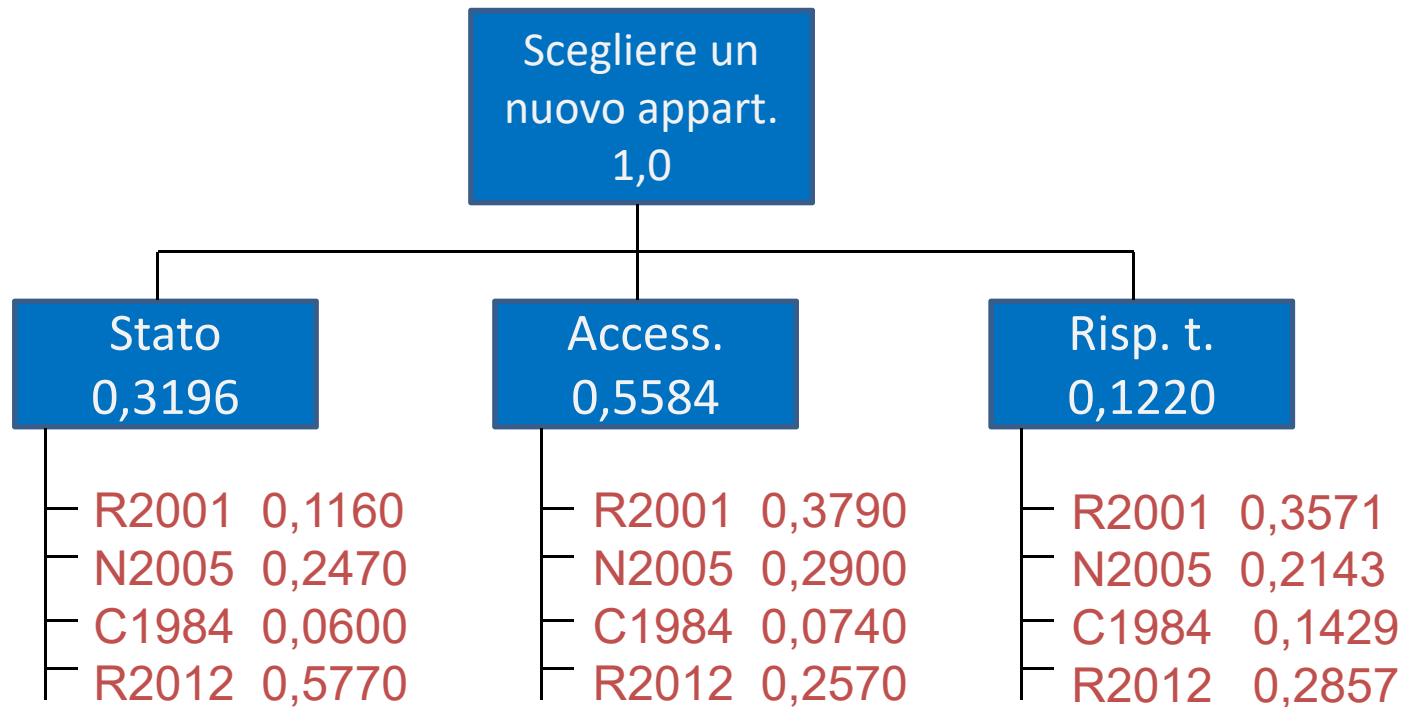 Scegliere un
nuovo appart.
1,0
Stato
0,3196
Access.
0,5584
Risp. t.
0,1220
R2001 0,1160
N2005 0,2470
C1984 0,0600
R2012 0,5770
R2001 0,3790
N2005 0,2900
C1984 0,0740
R2012 0,2570
R2001 0,3571
N2005 0,2143
C1984 0,1429
R2012 0,2857